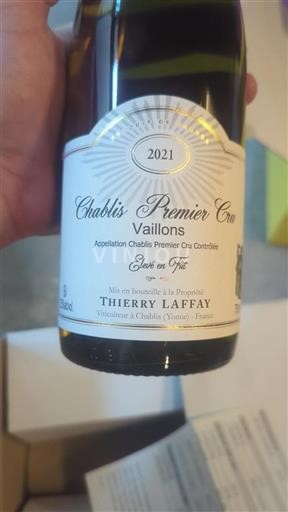 2021
Chablis Premier Cru
Vaillons
Appellation Chablis Premier Cru Contrôlée
Elevé en Fût
Mis en bouteille à la Propriété
THIERRY LAFFAY
Viticulteur à Chablis (Yonne) - France